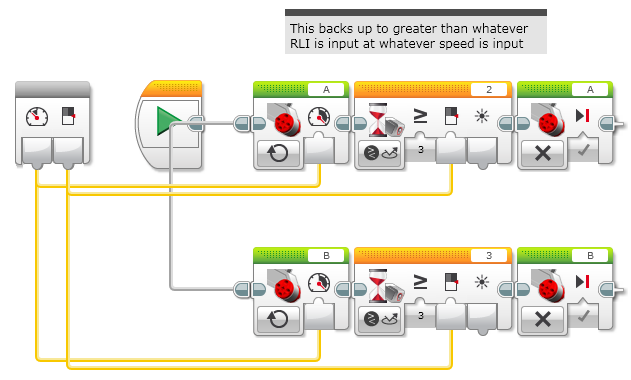 This backs up to greater than whatever
RLI is input at whatever speed is input
A
2
A
3
B
3
B
3